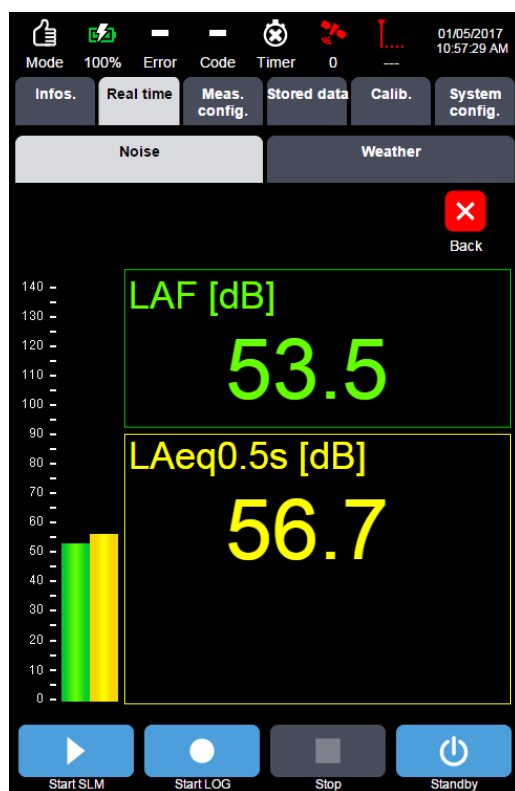 01/05/2017
10:57:29 AM
Mode 100% Error Code Timer 0 ---
Infos. Real time Meas. config. Stored data Calib. System config.
Noise Weather
Back
LAF [dB]
53.5
LAeq0.5s [dB]
56.7
140
130
120
110
100
90
80
70
60
50
40
30
20
10
0
Start SLM Start LOG Stop Standby